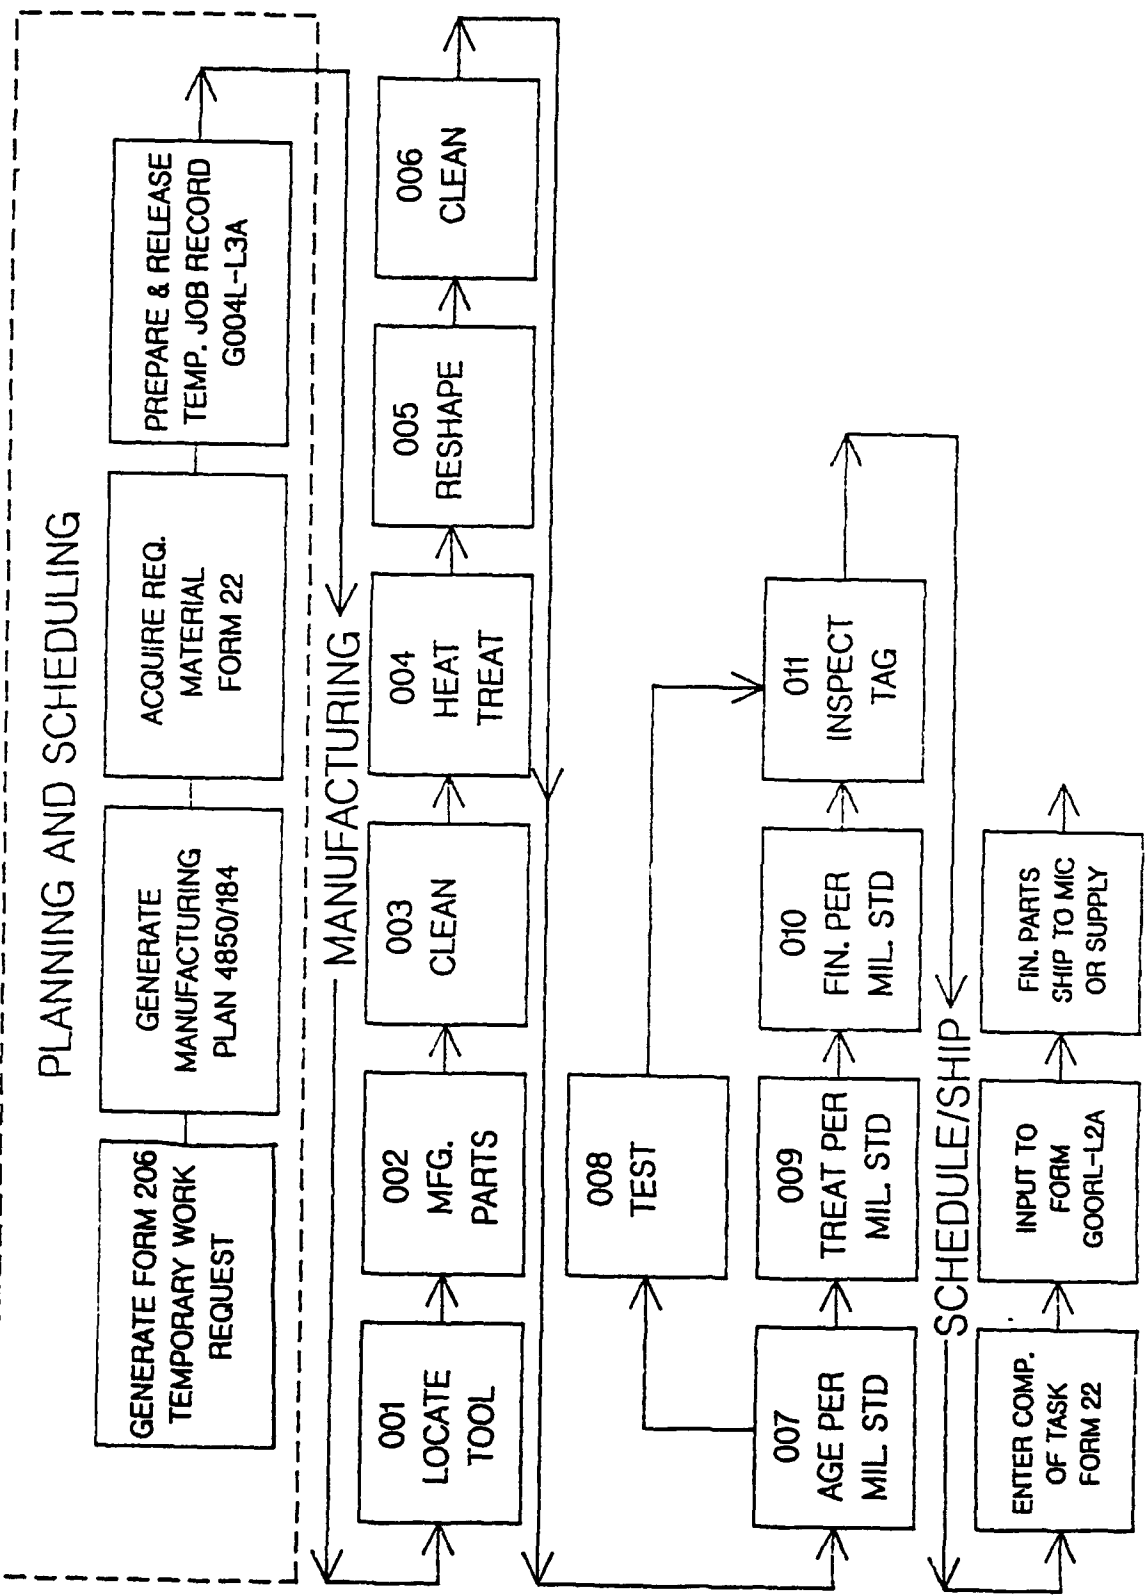 PLANNING AND SCHEDULING
GENERATE FORM 206
TEMPORARY WORK
REQUEST
GENERATE
MANUFACTURING
PLAN 4850/184
ACQUIRE REQ.
MATERIAL
FORM 22
PREPARE & RELEASE
TEMP. JOB RECORD
G004L-L3A
MANUFACTURING
001
LOCATE
TOOL
002
MFG.
PARTS
003
CLEAN
004
HEAT
TREAT
005
RESHAPE
006
CLEAN
007
AGE PER
MIL. STD
008
TEST
009
TREAT PER
MIL. STD
010
FIN. PER
MIL. STD
011
INSPECT
TAG
SCHEDULE/SHIP
ENTER COMP.
OF TASK
FORM 22
INPUT TO
FORM
GOORL-L2A
FIN. PARTS
SHIP TO MIC
OR SUPPLY